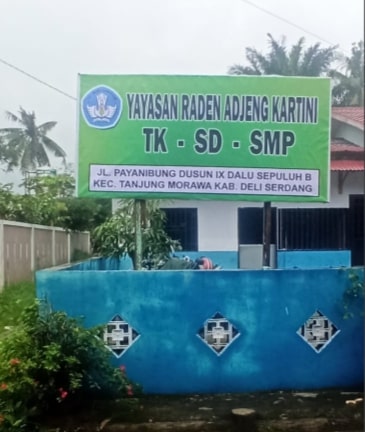 YAYASAN RADEN ADJENG KARTINI
TK - SD - SMP
JL. PAYANIBUNG DUSUN IX DALU SEPULUH B
KEC. TANJUNG MORAWA KAB. DELI SERDANG